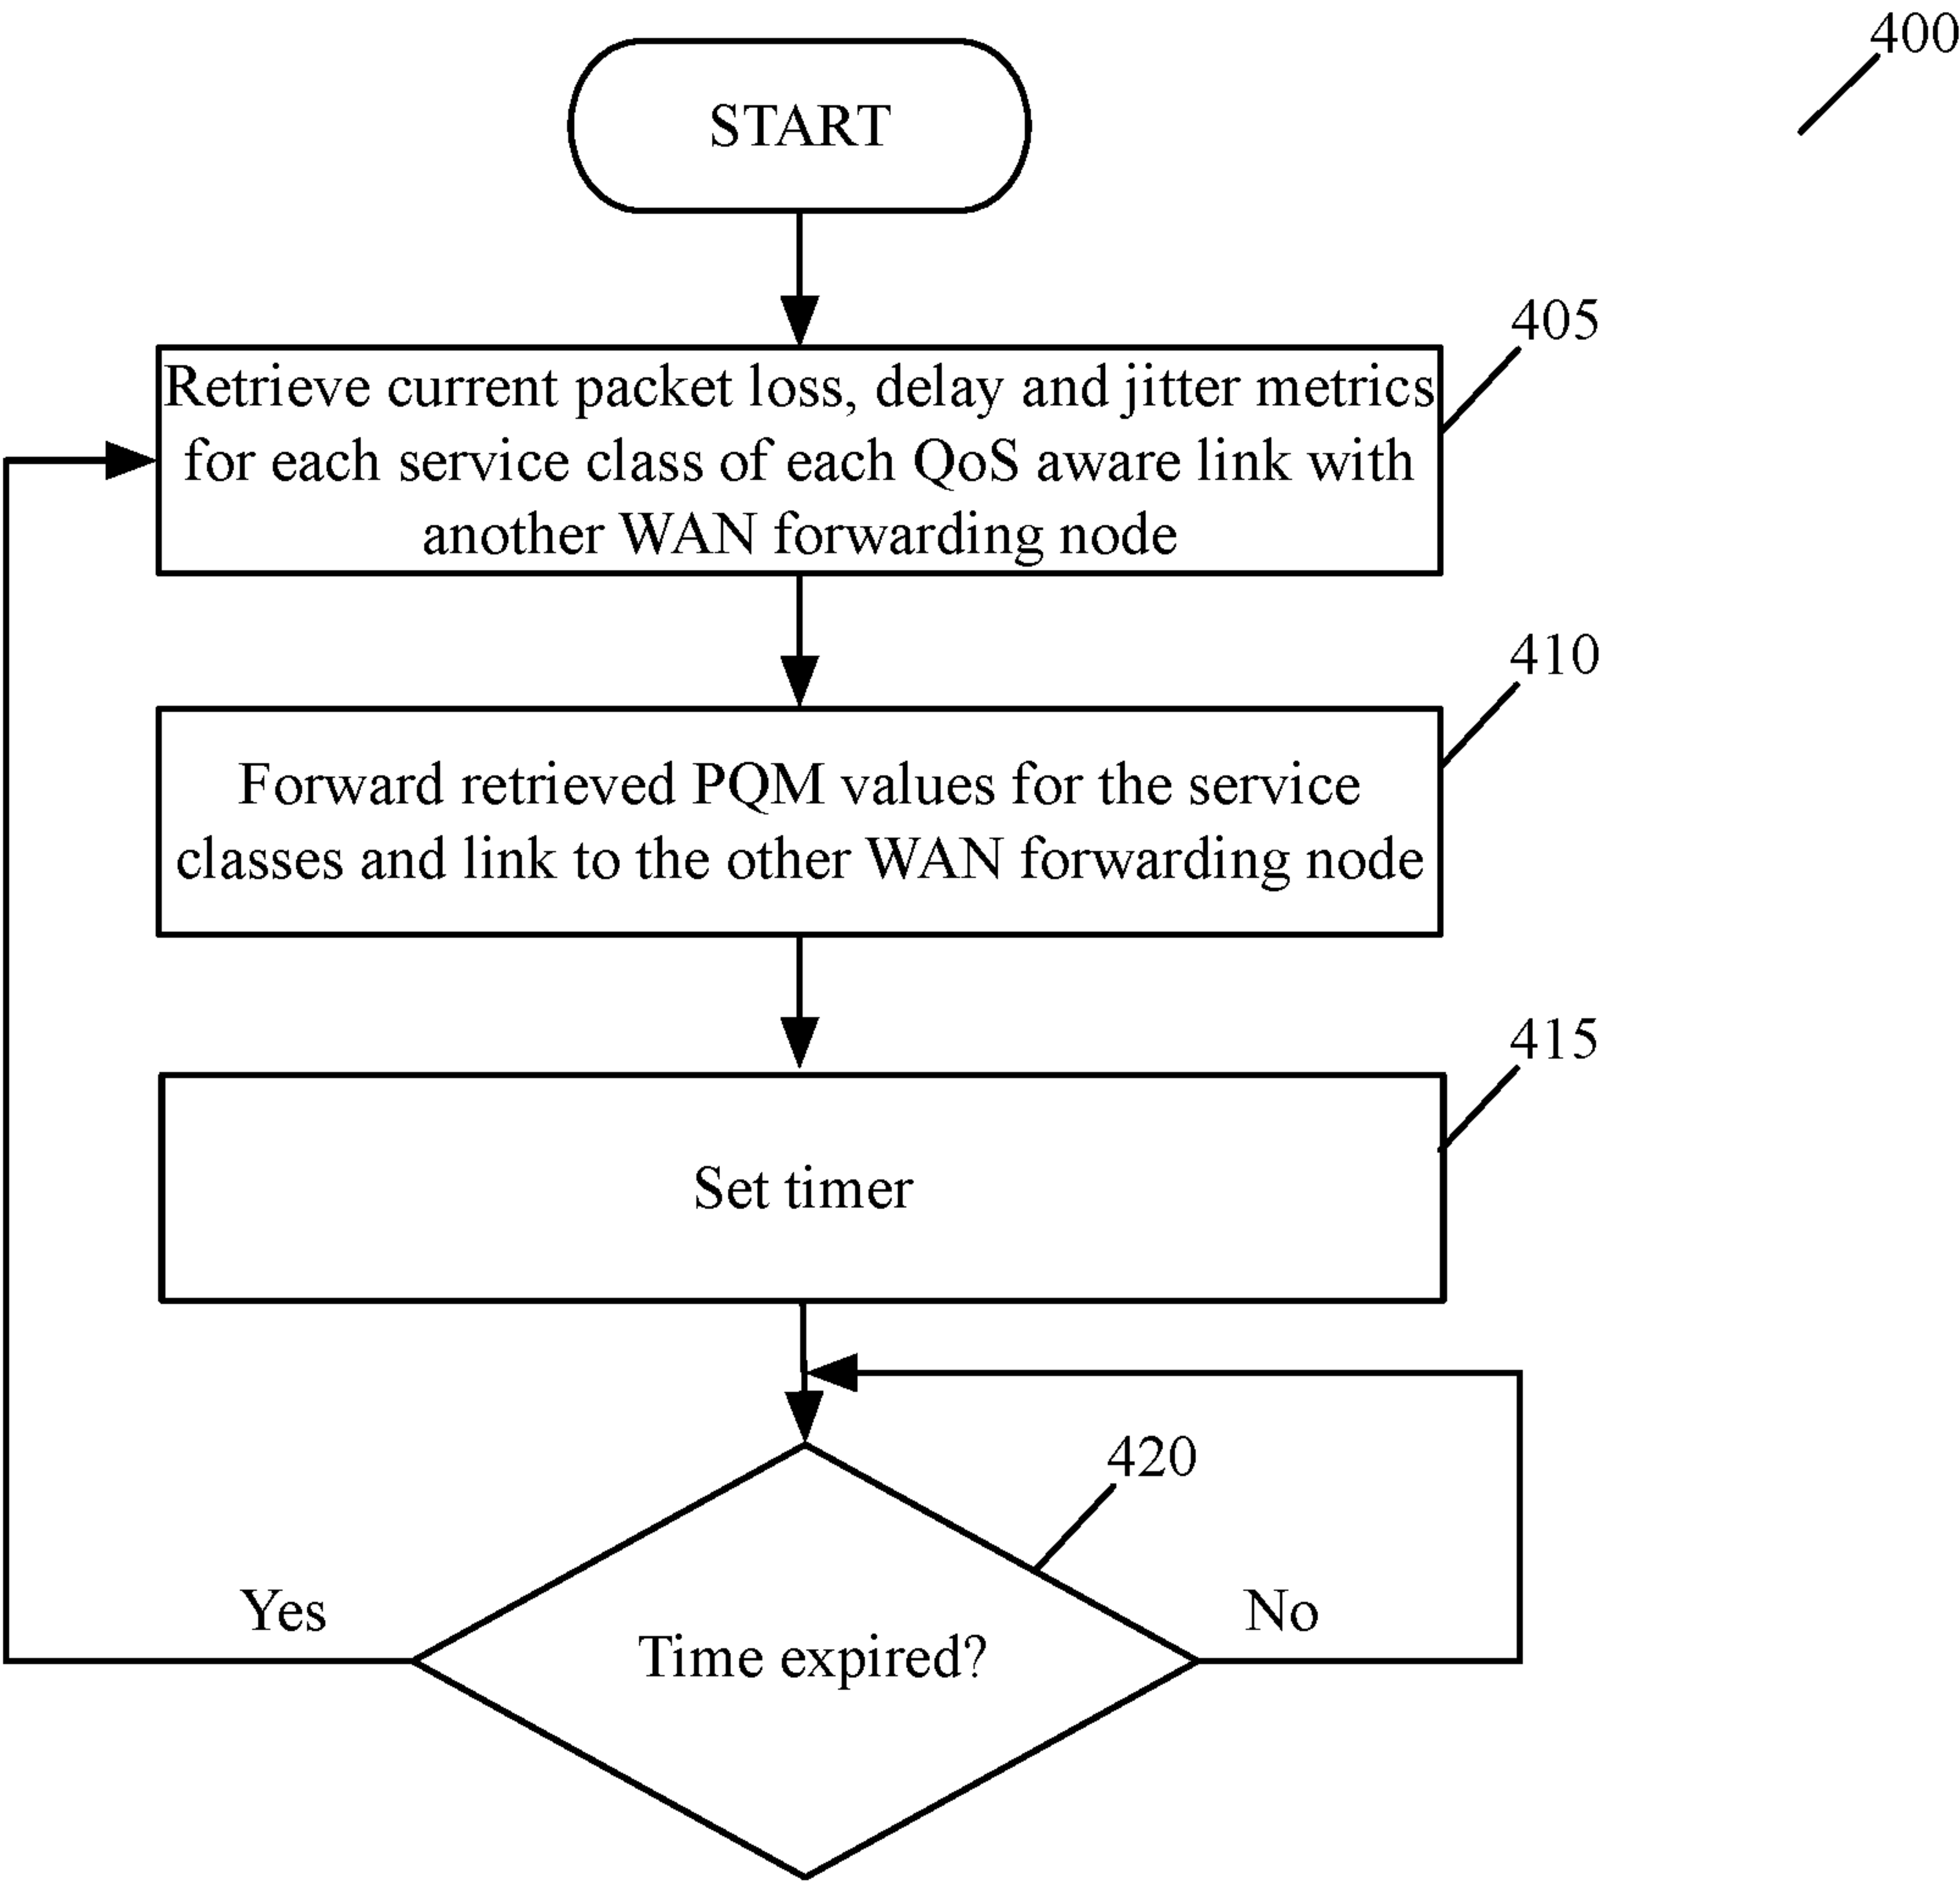 400
START
405
Retrieve current packet loss, delay and jitter metrics
for each service class of each QoS aware link with
another WAN forwarding node
410
Forward retrieved PQM values for the service
classes and link to the other WAN forwarding node
415
Set timer
420
Yes
No
Time expired?